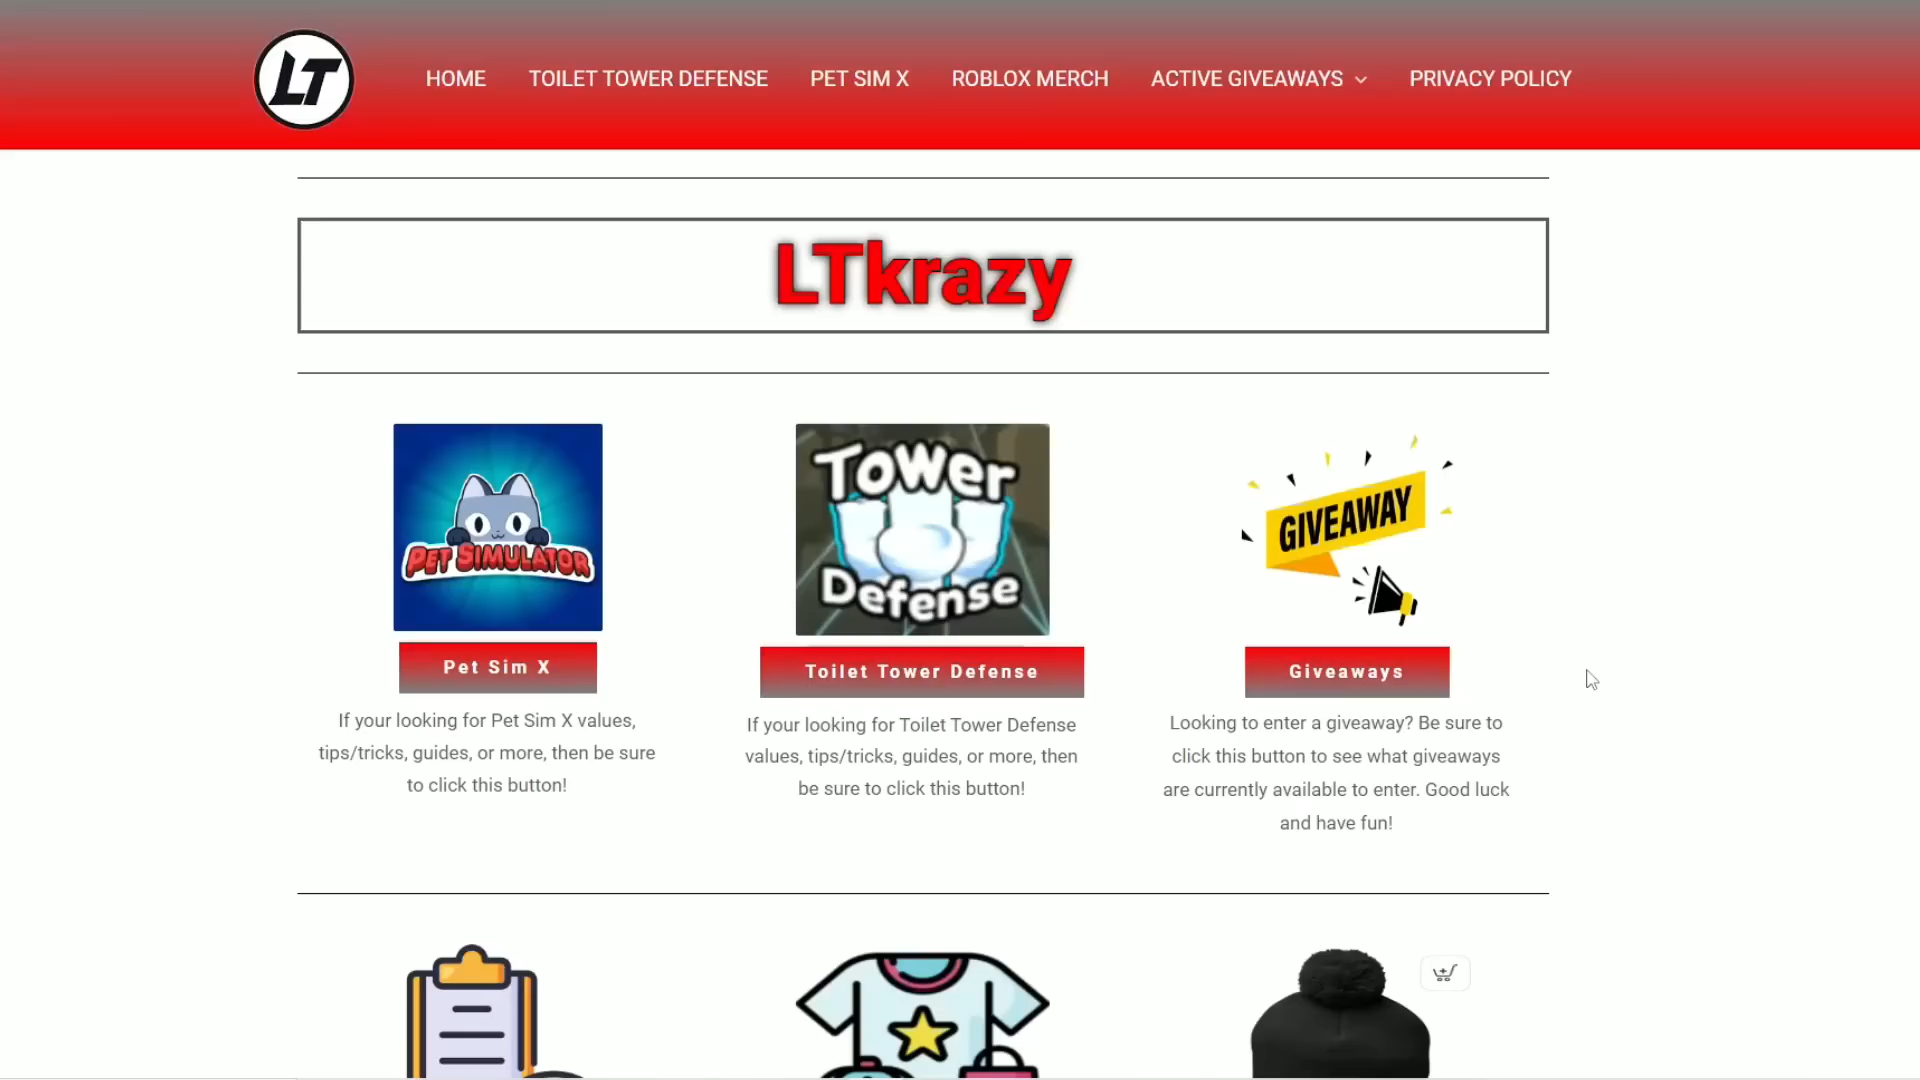 LT
HOME TOILET TOWER DEFENSE PET SIM X ROBLOX MERCH ACTIVE GIVEAWAYS PRIVACY POLICY
LTkrazy
PET SIMULATOR
Pet Sim X
If your looking for Pet Sim X values,
tips/tricks, guides, or more, then be sure
to click this button!
Tower
Defense
Toilet Tower Defense
If your looking for Toilet Tower Defense
values, tips/tricks, guides, or more, then
be sure to click this button!
GIVEAWAY
Giveaways
Looking to enter a giveaway? Be sure to
click this button to see what giveaways
are currently available to enter. Good luck
and have fun!